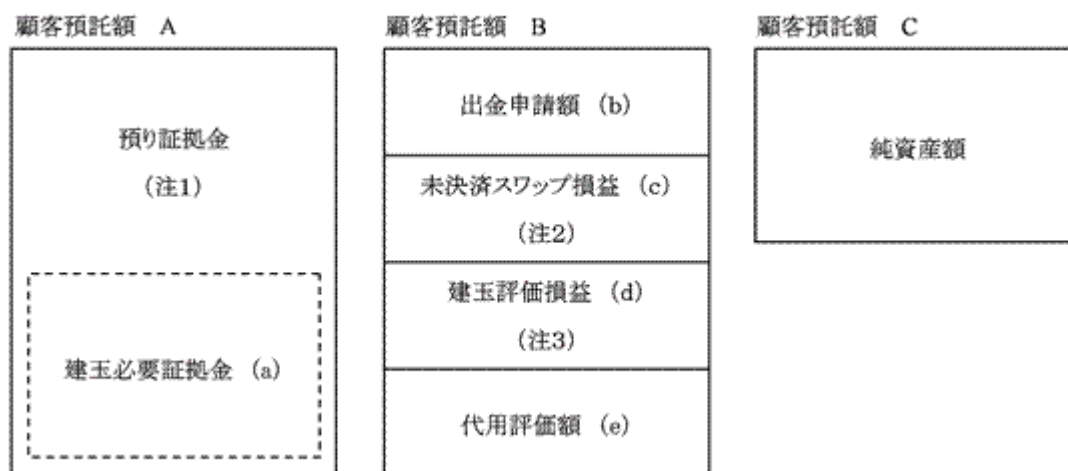 顧客預託額 A
預り証拠金
(注1)
建玉必要証拠金 (a)
顧客預託額 B
出金申請額 (b)
未決済スワップ損益 (c)
(注2)
建玉評価損益 (d)
(注3)
代用評価額 (e)
顧客預託額 C
純資産額